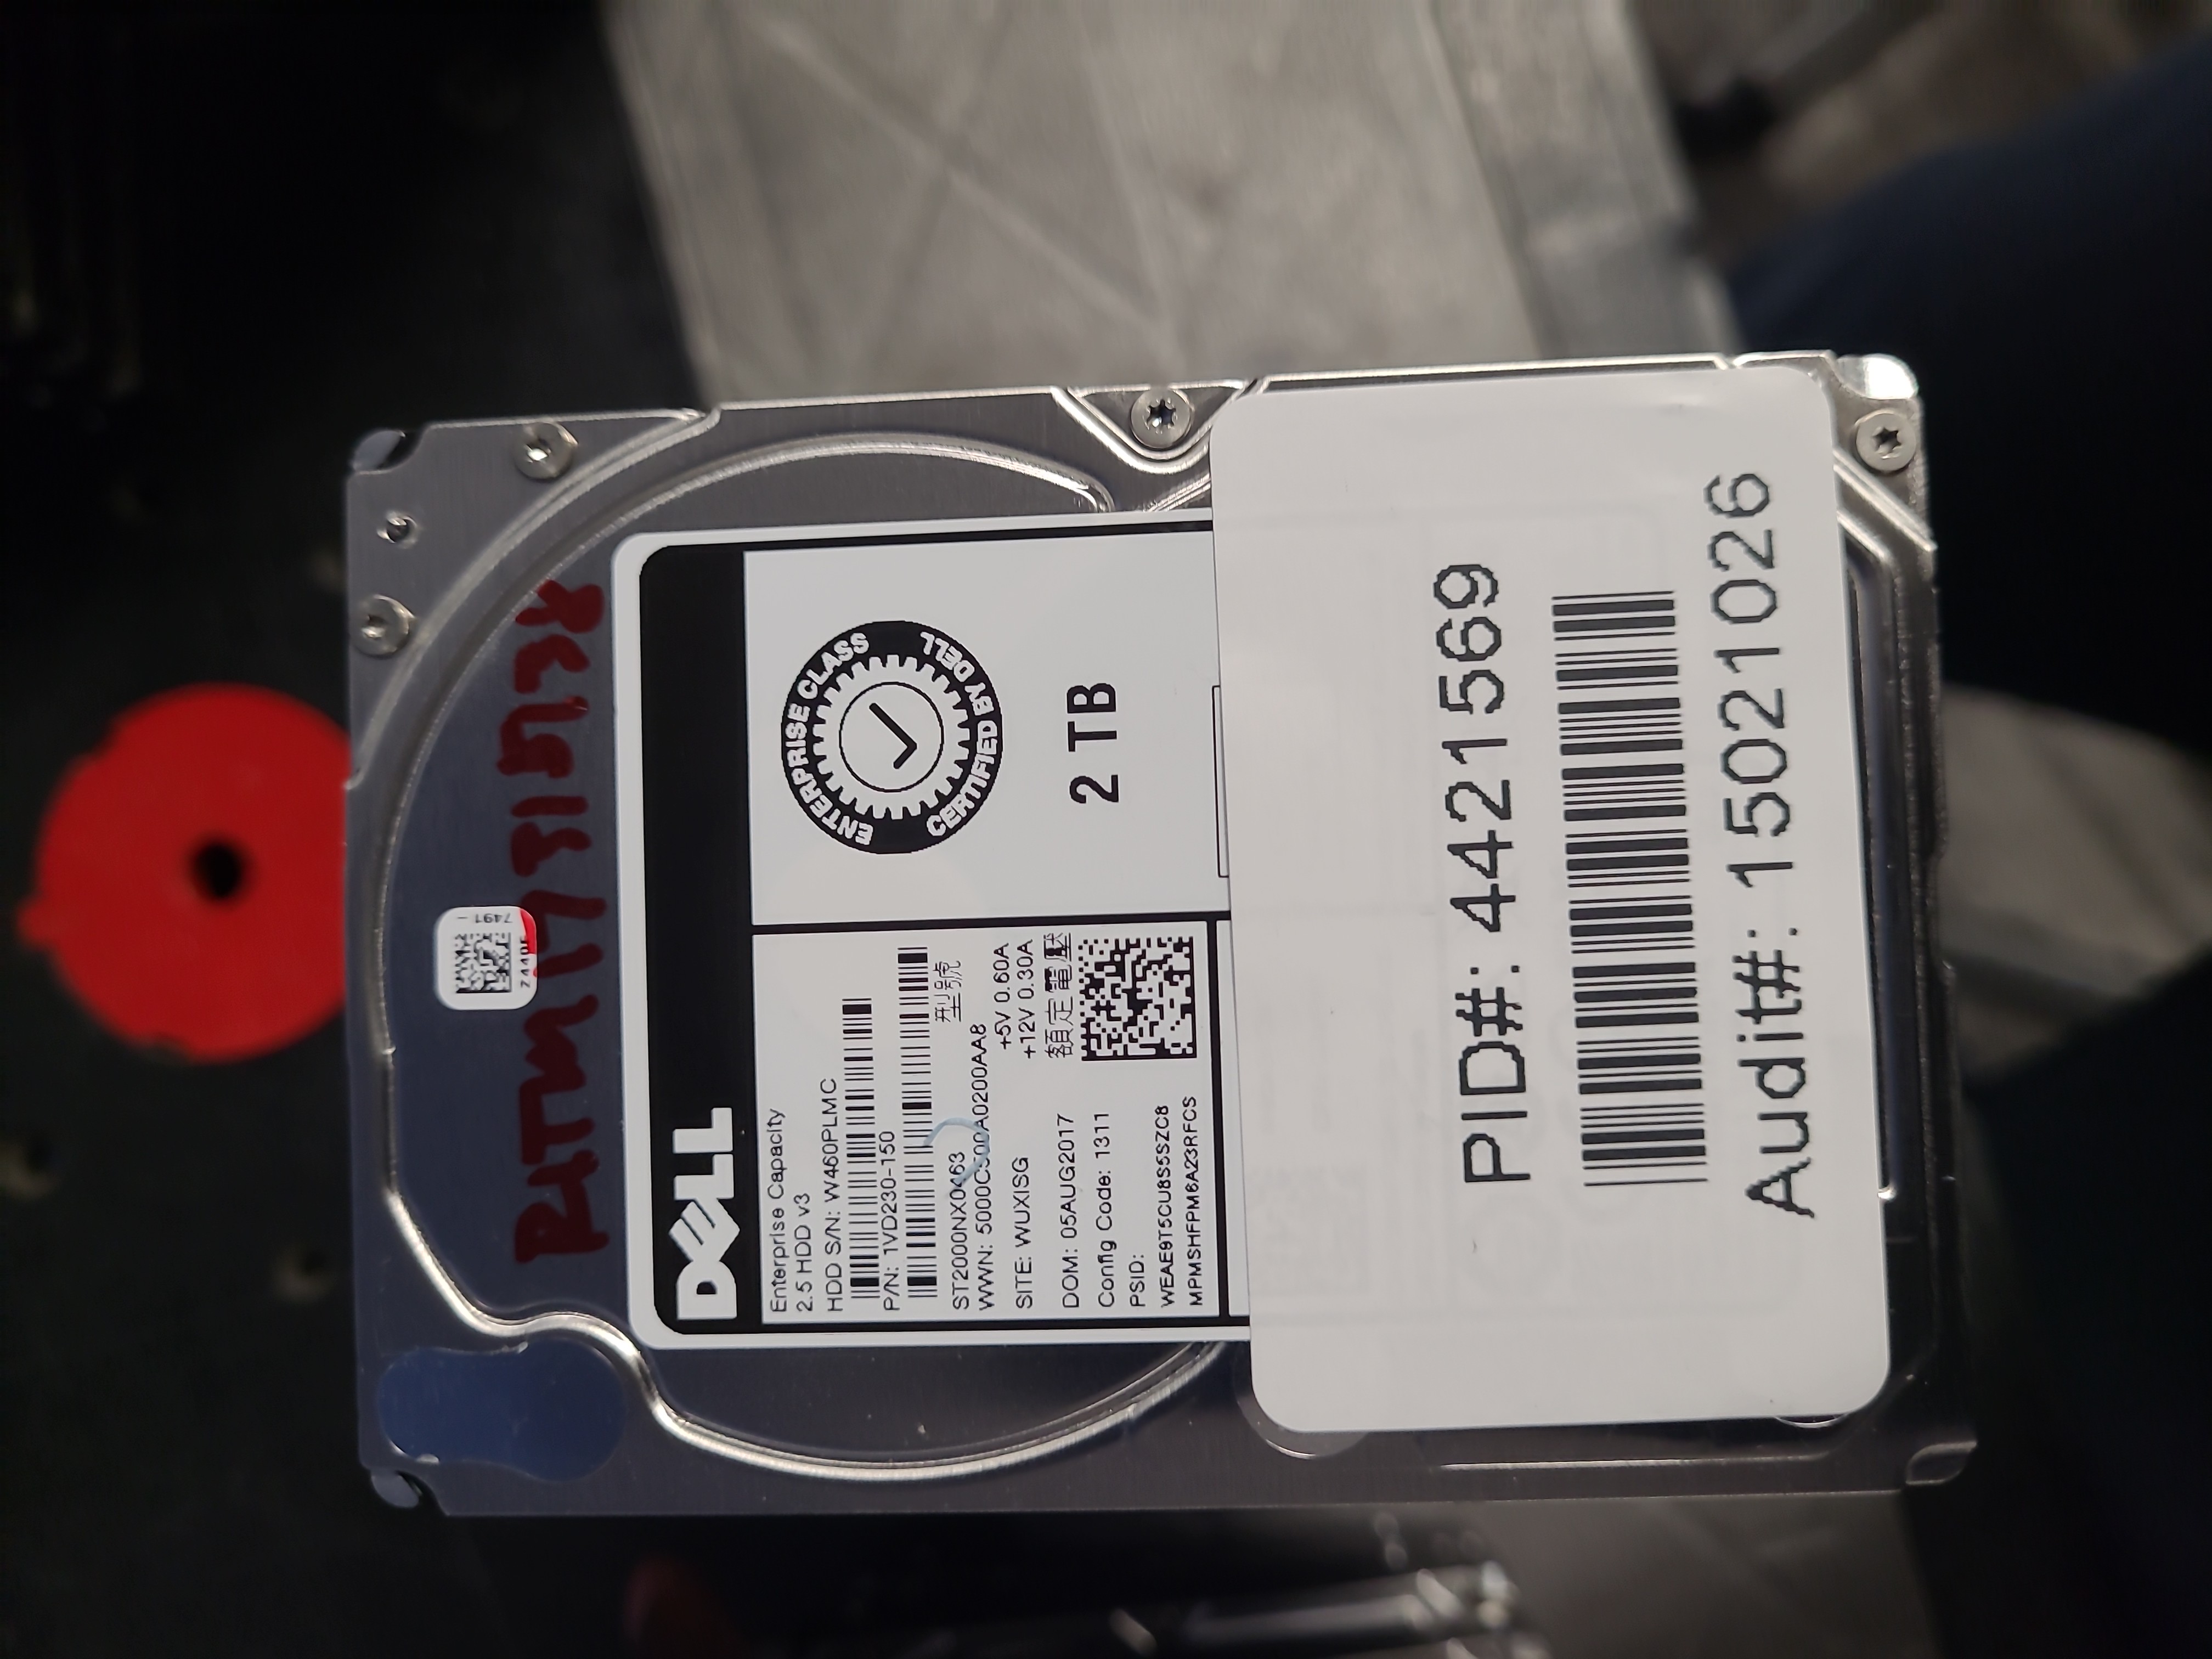 Z440F
7491-
DELL
Enterprise Capacity
2.5 HDD v3
HDD S/N: W460PLMC
P/N: 1VD230-150
ST2000NX0463 型號
WWN: 5000C500A0200AA8
+5V 0.60A
SITE: WUXISG
+12V 0.30A
額定電壓
DOM: 05AUG2017
Config Code: 1311
PSID:
WEAE9T5CU8S5SZC8
MPMSHFPM6A23RFCS
ENTERPRISE CLASS
CERTIFIED BY DELL
2 TB
PID#: 4421569
Audit#: 15021026